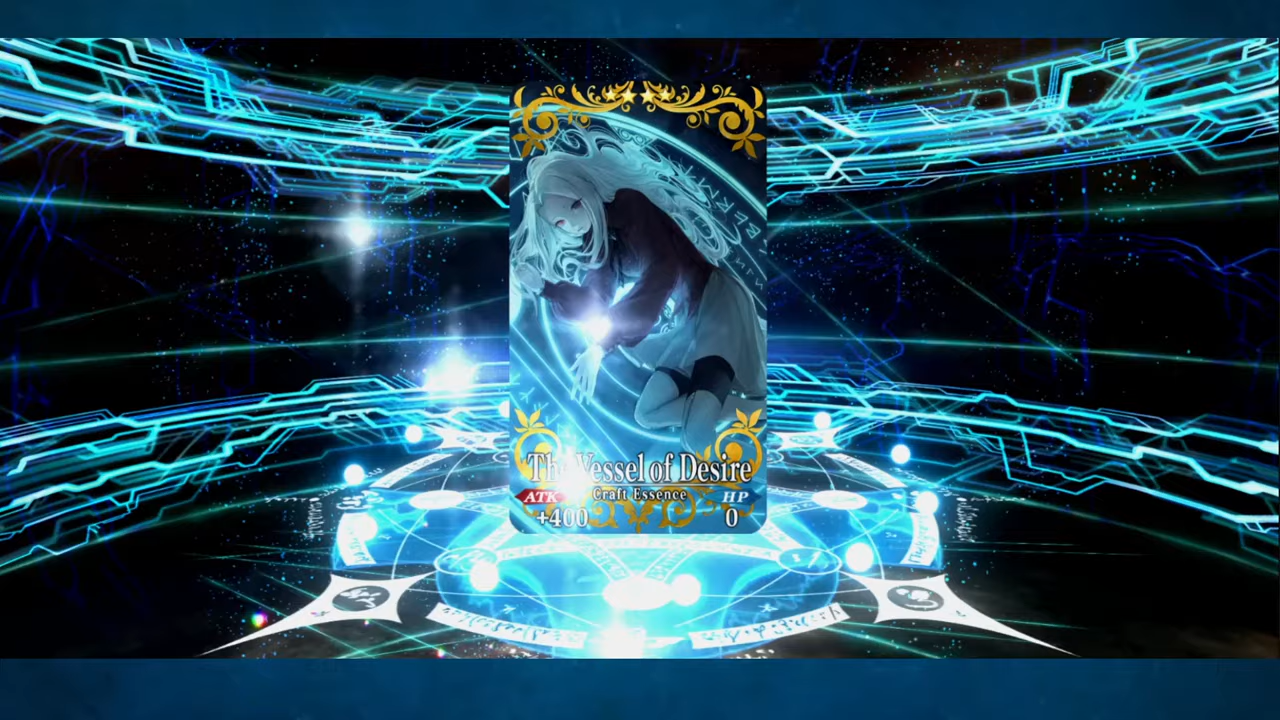 The Vessel of Desire
Craft Essence
ATK HP
+400 0